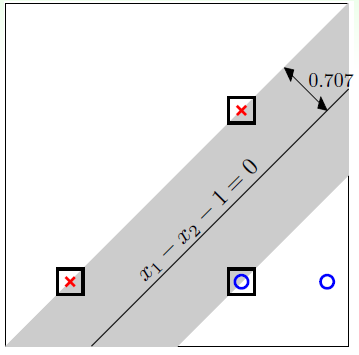 0.707
x₁ − x₂ − 1 = 0